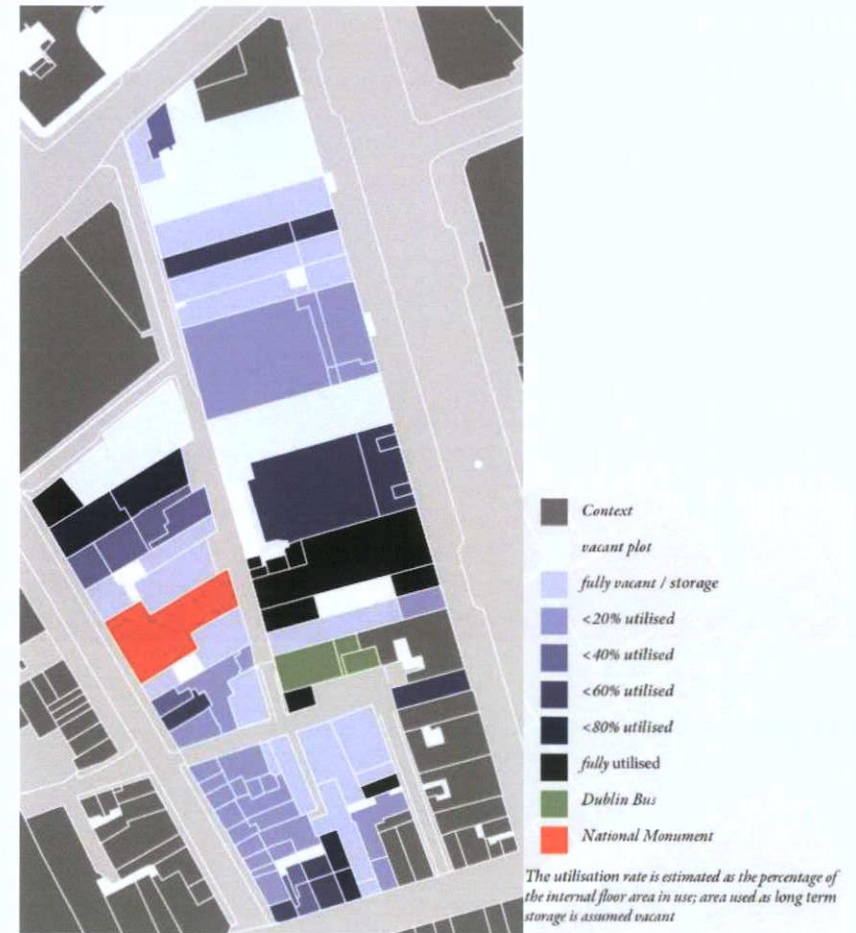 Context
vacant plot
fully vacant / storage
<20% utilised
<40% utilised
<60% utilised
<80% utilised
fully utilised
Dublin Bus
National Monument
The utilisation rate is estimated as the percentage of
the internal floor area in use; area used as long term
storage is assumed vacant